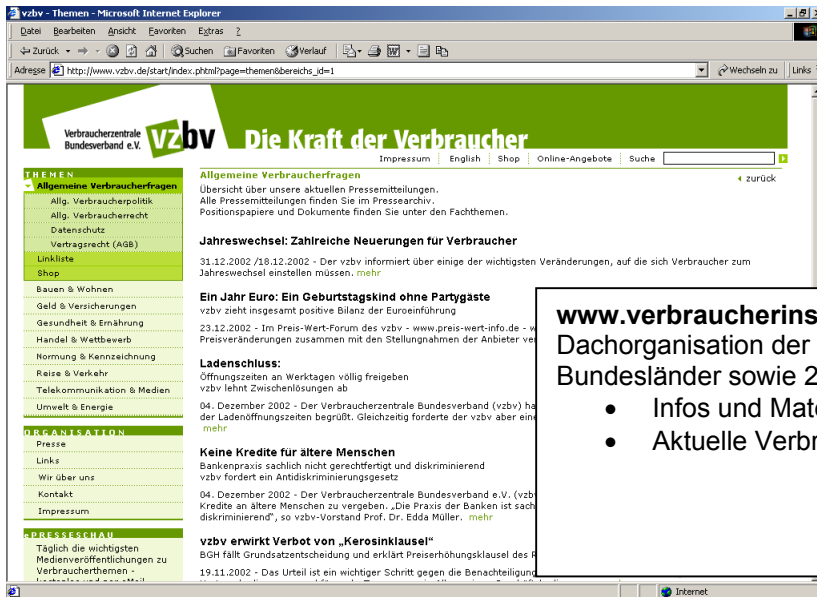 vzbv - Themen - Microsoft Internet Explorer
Datei Bearbeiten Ansicht Favoriten Extras ?
Zurück Suchen Favoriten Verlauf
Adresse http://www.vzbv.de/start/index.phtml?page=themen&bereichs_id=1 Wechseln zu Links
Verbraucherzentrale
Bundesverband e.V.
vzbv Die Kraft der Verbraucher
Impressum English Shop Online-Angebote Suche
THEMEN
Allgemeine Verbraucherfragen
Allg. Verbraucherpolitik
Allg. Verbraucherrecht
Datenschutz
Vertragsrecht (AGB)
Linkliste
Shop
Bauen & Wohnen
Geld & Versicherungen
Gesundheit & Ernährung
Handel & Wettbewerb
Normung & Kennzeichnung
Reise & Verkehr
Telekommunikation & Medien
Umwelt & Energie
ORGANISATION
Presse
Links
Wir über uns
Kontakt
Impressum
ePRESSESCHAU
Täglich die wichtigsten
Medienveröffentlichungen zu
Verbraucherthemen -
kostenlos und per eMail
Allgemeine Verbraucherfragen
zurück
Übersicht über unsere aktuellen Pressemitteilungen.
Alle Pressemitteilungen finden Sie im Pressearchiv.
Positionspapiere und Dokumente finden Sie unter den Fachthemen.
Jahreswechsel: Zahlreiche Neuerungen für Verbraucher
31.12.2002 /18.12.2002 - Der vzbv informiert über einige der wichtigsten Veränderungen, auf die sich Verbraucher zum
Jahreswechsel einstellen müssen. mehr
Ein Jahr Euro: Ein Geburtstagskind ohne Partygäste
vzbv zieht insgesamt positive Bilanz der Euroeinführung
23.12.2002 - Im Preis-Wert-Forum des vzbv - www.preis-wert-info.de - w
Preisveränderungen zusammen mit den Stellungnahmen der Anbieter ve
Ladenschluss:
Öffnungszeiten an Werktagen völlig freigeben
vzbv lehnt Zwischenlösungen ab
04. Dezember 2002 - Der Verbraucherzentrale Bundesverband (vzbv) ha
der Ladenöffnungszeiten begrüßt. Gleichzeitig forderte der vzbv aber eine
mehr
Keine Kredite für ältere Menschen
Bankenpraxis sachlich nicht gerechtfertigt und diskriminierend
vzbv fordert ein Antidiskriminierungsgesetz
04. Dezember 2002 - Der Verbraucherzentrale Bundesverband e.V. (vzb
Kredite an ältere Menschen zu vergeben. „Die Praxis der Banken ist sach
diskriminierend", so vzbv-Vorstand Prof. Dr. Edda Müller. mehr
vzbv erwirkt Verbot von „Kerosinklausel"
BGH fällt Grundsatzentscheidung und erklärt Preiserhöhungsklausel des R
19.11.2002 - Das Urteil ist ein wichtiger Schritt gegen die Benachteiligung
www.verbraucherins
Dachorganisation der
Bundesländer sowie 2
• Infos und Mate
• Aktuelle Verbr
Internet